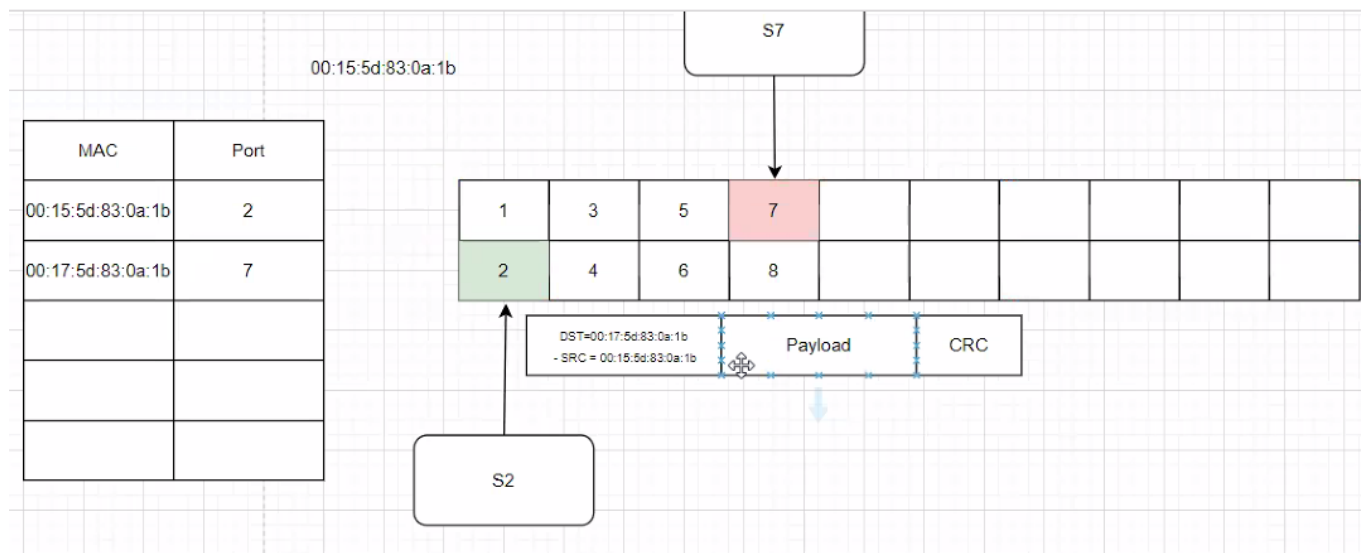 S7
00:15:5d:83:0a:1b
MAC Port
00:15:5d:83:0a:1b 2
00:17:5d:83:0a:1b 7
1 3 5 7
2 4 6 8
DST=00:17:5d:83:0a:1b
- SRC = 00:15:5d:83:0a:1b
Payload
CRC
S2